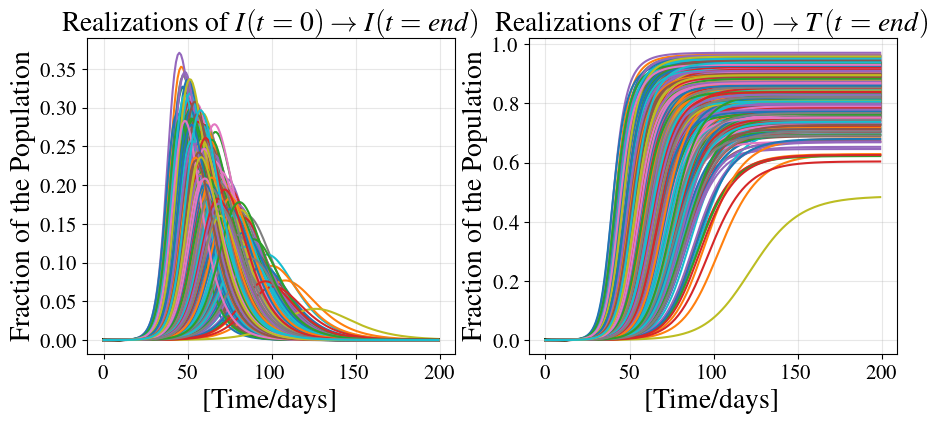 Realizations of I(t = 0) → I(t = end)
Fraction of the Population
0.35
0.30
0.25
0.20
0.15
0.10
0.05
0.00
0 50 100 150 200
[Time/days]
Realizations of T(t = 0) → T(t = end)
Fraction of the Population
1.0
0.8
0.6
0.4
0.2
0.0
0 50 100 150 200
[Time/days]